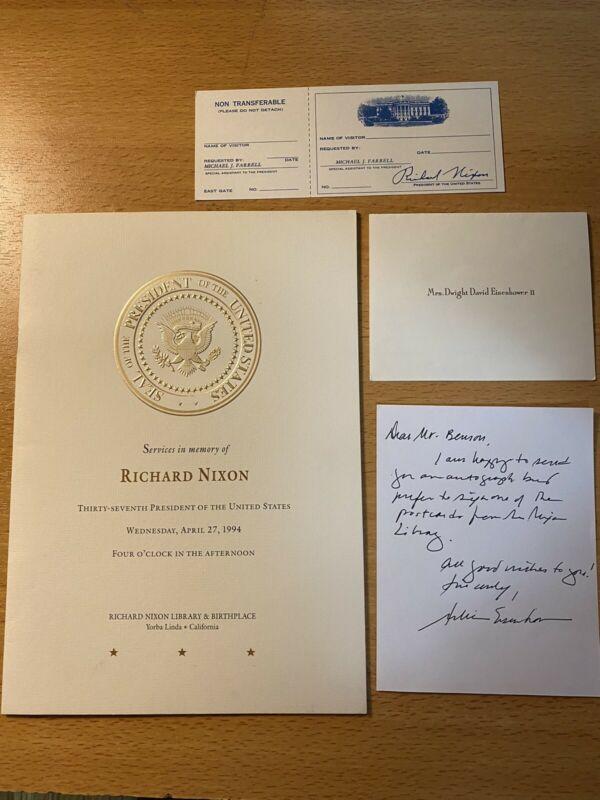 NON TRANSFERABLE
(PLEASE DO NOT DETACH)
NAME OF VISITOR
REQUESTED BY: DATE
MICHAEL J. FARRELL
SPECIAL ASSISTANT TO THE PRESIDENT
EAST GATE NO.
NAME OF VISITOR
REQUESTED BY: DATE
MICHAEL J. FARRELL
SPECIAL ASSISTANT TO THE PRESIDENT
NO. Richard Nixon
PRESIDENT OF THE UNITED STATES
SEAL OF THE PRESIDENT OF THE UNITED STATES
Services in memory of
RICHARD NIXON
THIRTY-SEVENTH PRESIDENT OF THE UNITED STATES
WEDNESDAY, APRIL 27, 1994
FOUR O'CLOCK IN THE AFTERNOON
RICHARD NIXON LIBRARY & BIRTHPLACE
Yorba Linda • California
Mrs. Dwight David Eisenhower II
Dear Mr. Benson,
I am happy to send
you an autograph but
prefer to sign one of the
postcards from the Nixon
Library.
All good wishes to you!
Sincerely,
Julie Eisenhower